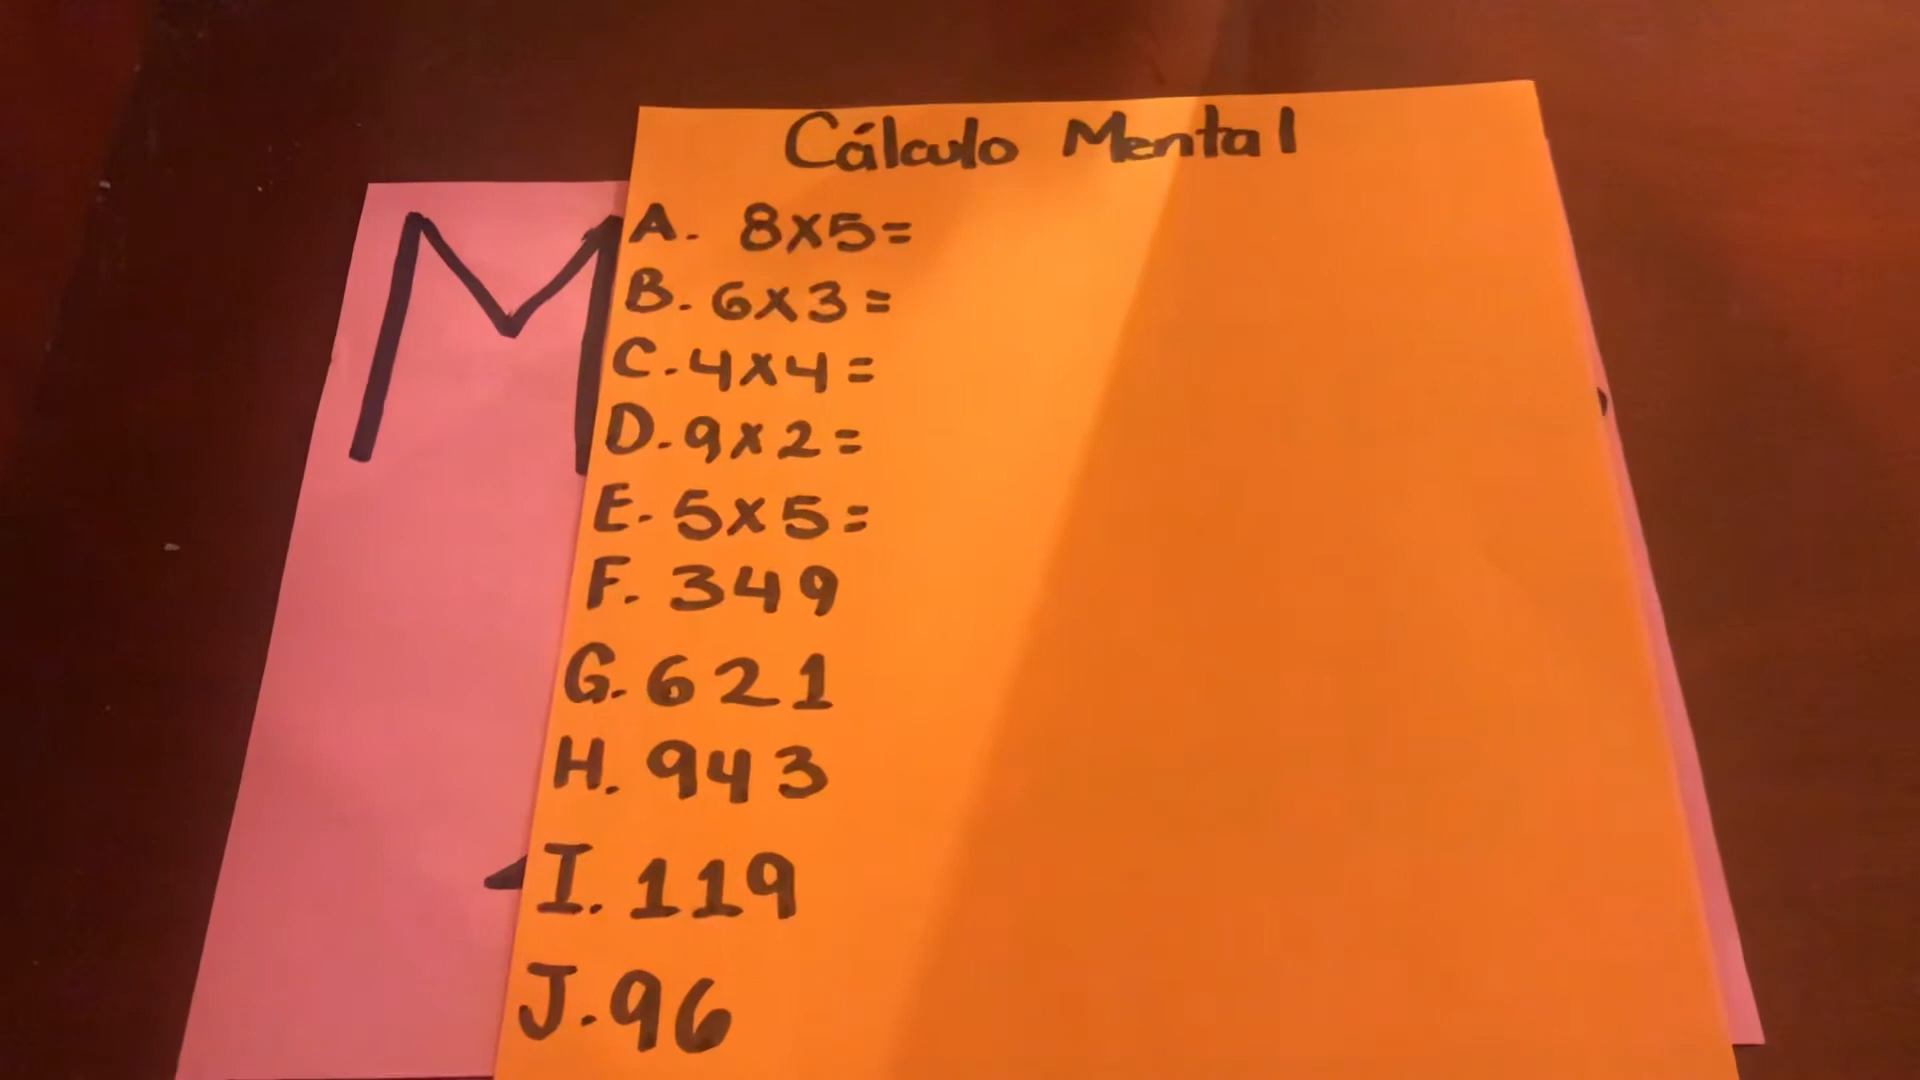 Cálculo Mental
M
A. 8x5=
B. 6x3=
C. 4x4=
D. 9x2=
E. 5x5=
F. 349
G. 621
H. 943
I. 119
J. 96